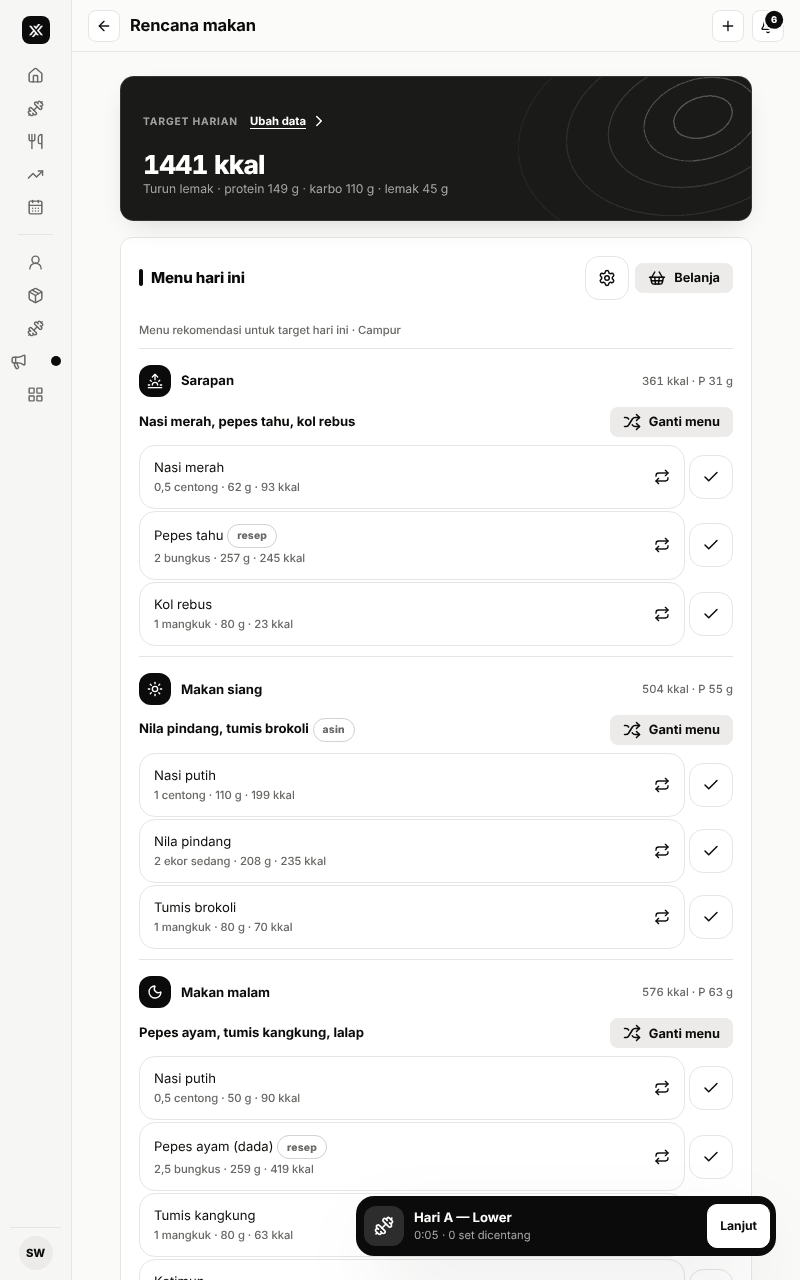 Rencana makan
6
TARGET HARIAN Ubah data
1441 kkal
Turun lemak · protein 149 g · karbo 110 g · lemak 45 g
Menu hari ini
Belanja
Menu rekomendasi untuk target hari ini · Campur
Sarapan
361 kkal · P 31 g
Nasi merah, pepes tahu, kol rebus
Ganti menu
Nasi merah
0,5 centong · 62 g · 93 kkal
Pepes tahu resep
2 bungkus · 257 g · 245 kkal
Kol rebus
1 mangkuk · 80 g · 23 kkal
Makan siang
504 kkal · P 55 g
Nila pindang, tumis brokoli asin
Ganti menu
Nasi putih
1 centong · 110 g · 199 kkal
Nila pindang
2 ekor sedang · 208 g · 235 kkal
Tumis brokoli
1 mangkuk · 80 g · 70 kkal
Makan malam
576 kkal · P 63 g
Pepes ayam, tumis kangkung, lalap
Ganti menu
Nasi putih
0,5 centong · 50 g · 90 kkal
Pepes ayam (dada) resep
2,5 bungkus · 259 g · 419 kkal
Tumis kangkung
1 mangkuk · 80 g · 63 kkal
Hari A — Lower
0:05 · 0 set dicentang
Lanjut
SW